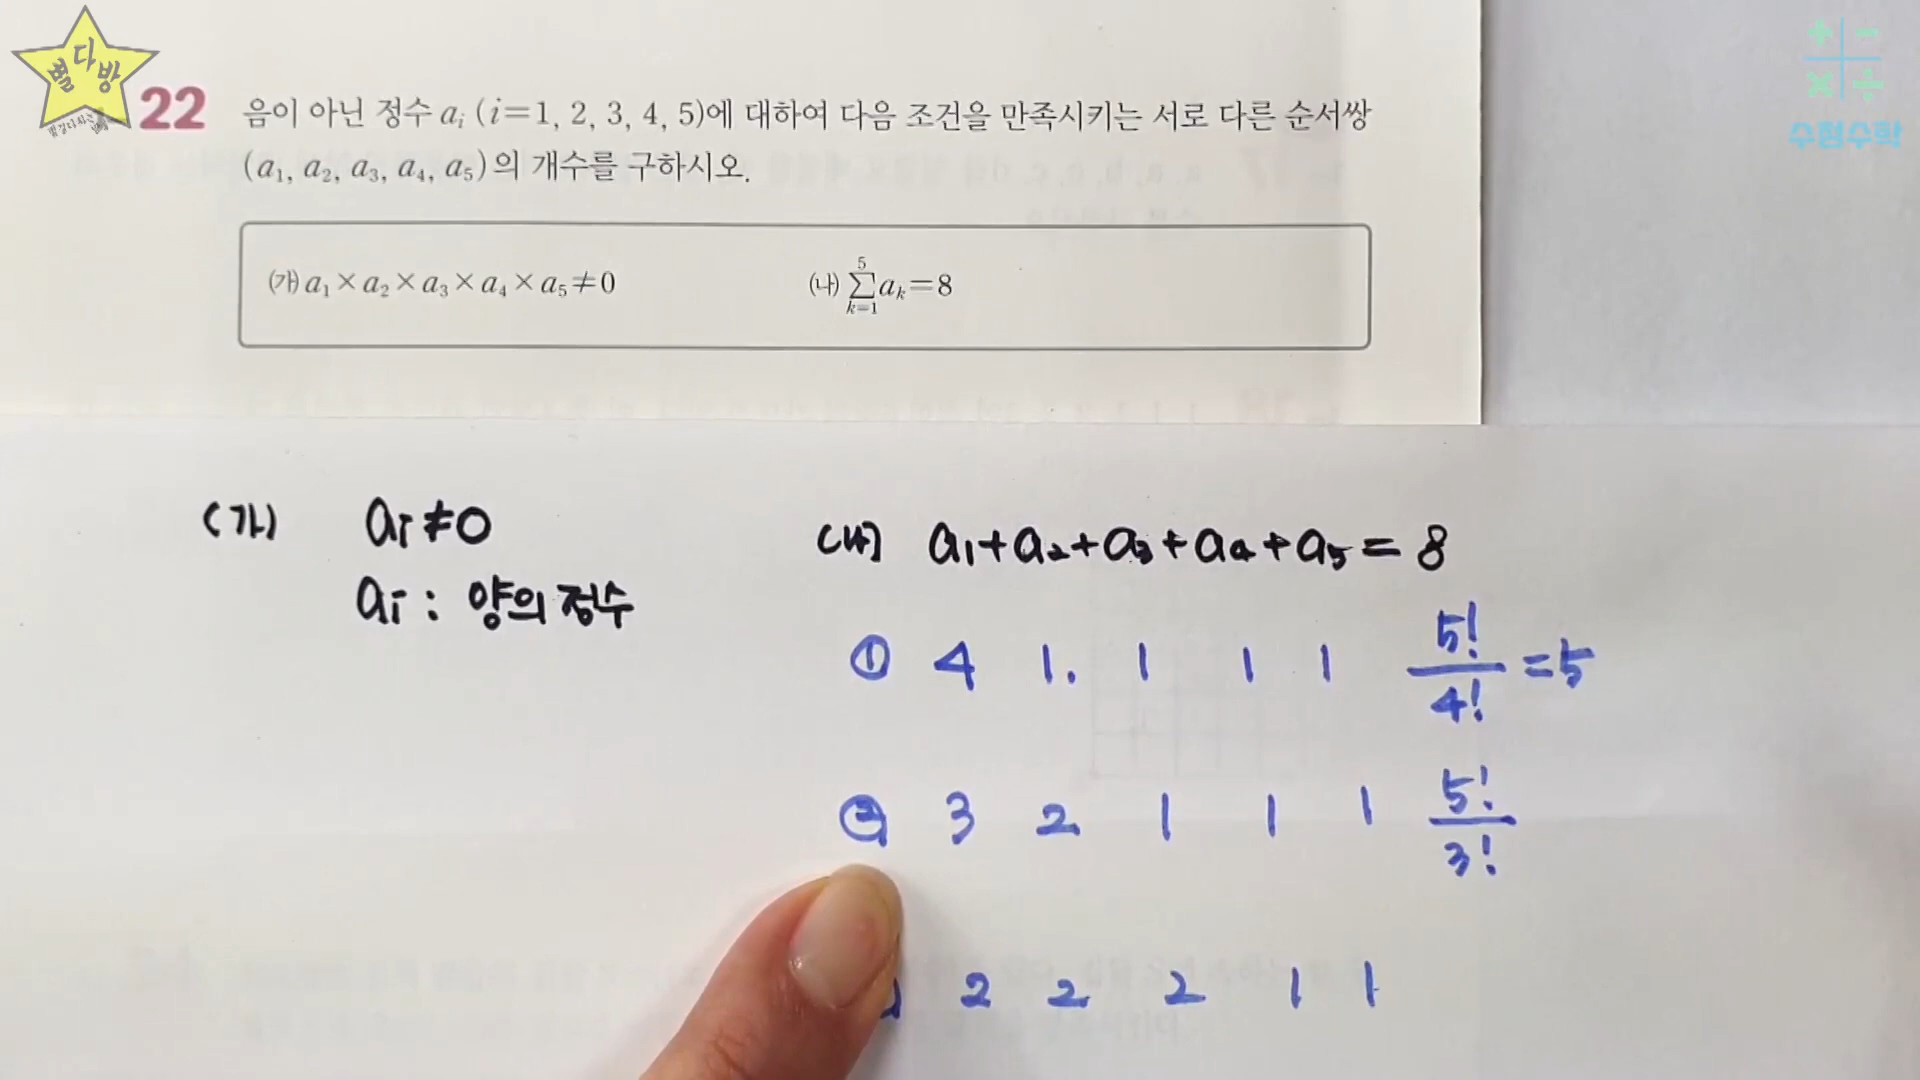 별다방
22 음이 아닌 정수 aᵢ (i=1, 2, 3, 4, 5)에 대하여 다음 조건을 만족시키는 서로 다른 순서쌍
(a₁, a₂, a₃, a₄, a₅)의 개수를 구하시오.
㈎ a₁×a₂×a₃×a₄×a₅≠0 ㈏ ∑_{k=1}^{5} aₖ=8
+ − × ÷
수험수학
(가) aᵢ≠0 (나) a₁+a₂+a₃+a₄+a₅=8
aᵢ : 양의 정수
① 4 1. 1 1 1 5!/4! =5
② 3 2 1 1 1 5!/3!
2 2 2 1 1